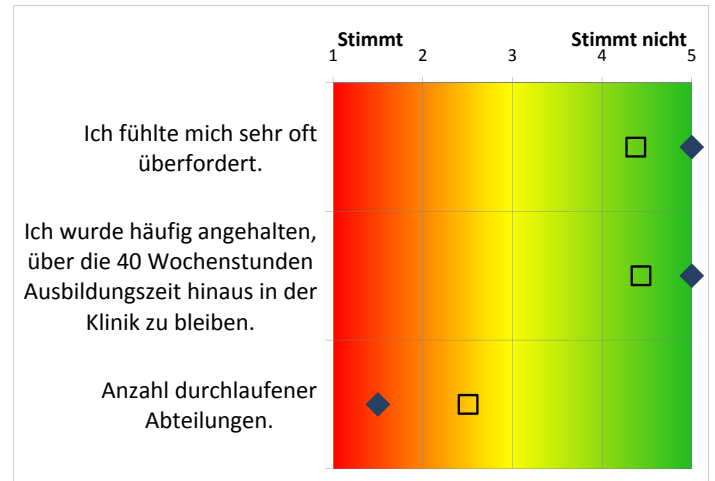 Stimmt
Stimmt nicht
1 2 3 4 5
Ich fühlte mich sehr oft
überfordert.
Ich wurde häufig angehalten,
über die 40 Wochenstunden
Ausbildungszeit hinaus in der
Klinik zu bleiben.
Anzahl durchlaufener
Abteilungen.